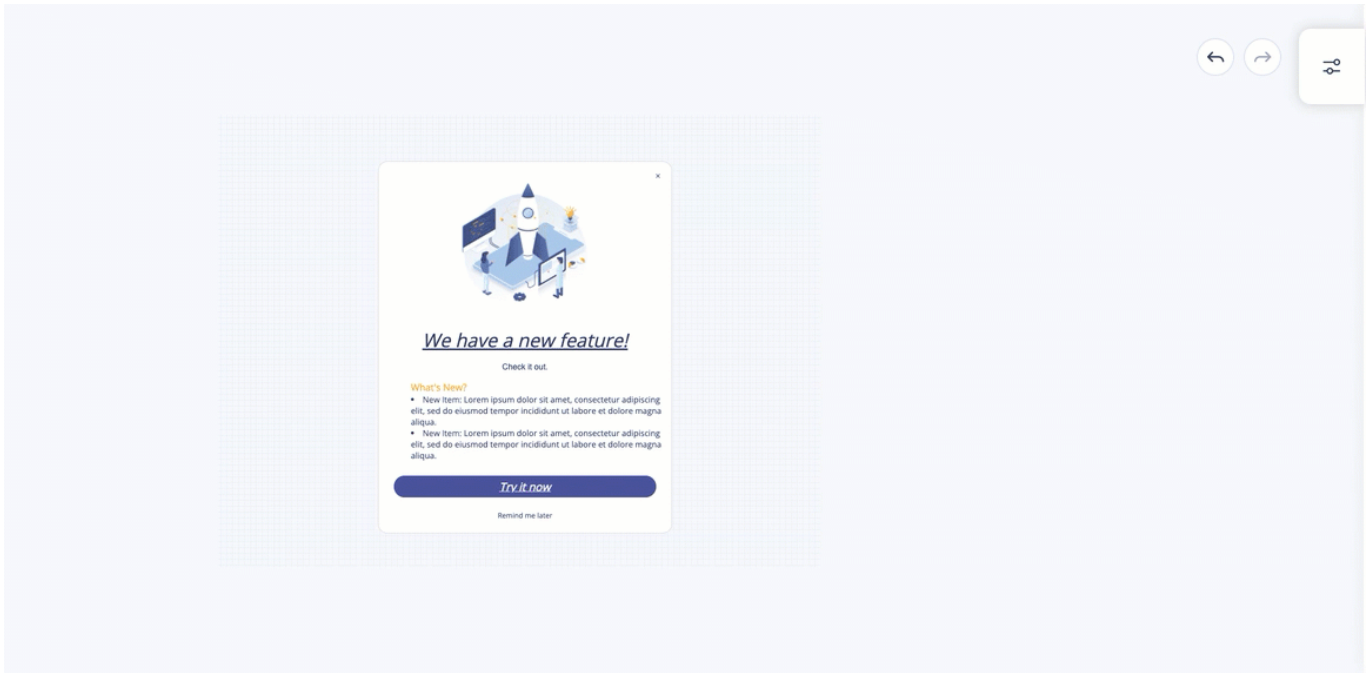 We have a new feature!
Check it out.
What's New?
• New Item: Lorem ipsum dolor sit amet, consectetur adipiscing
elit, sed do eiusmod tempor incididunt ut labore et dolore magna
aliqua.
• New Item: Lorem ipsum dolor sit amet, consectetur adipiscing
elit, sed do eiusmod tempor incididunt ut labore et dolore magna
aliqua.
Try it now
Remind me later